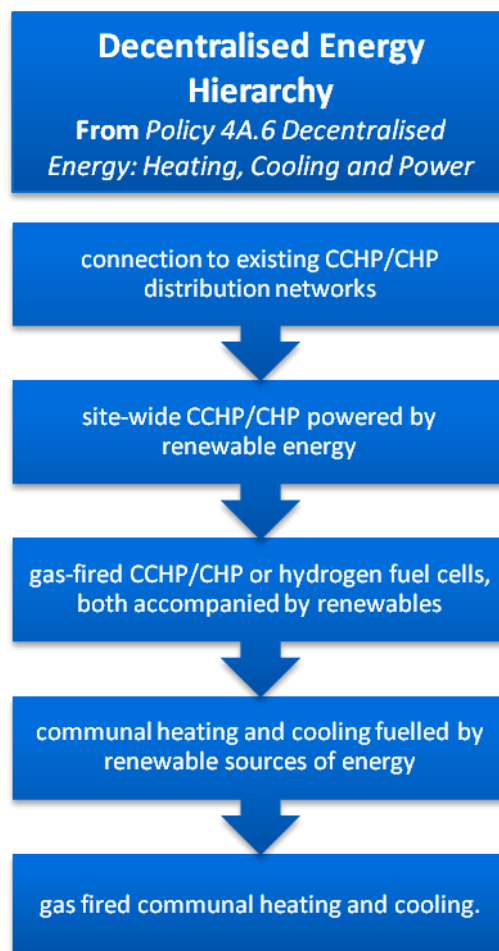 Decentralised Energy
Hierarchy
From Policy 4A.6 Decentralised
Energy: Heating, Cooling and Power
connection to existing CCHP/CHP
distribution networks
site-wide CCHP/CHP powered by
renewable energy
gas-fired CCHP/CHP or hydrogen fuel cells,
both accompanied by renewables
communal heating and cooling fuelled by
renewable sources of energy
gas fired communal heating and cooling.